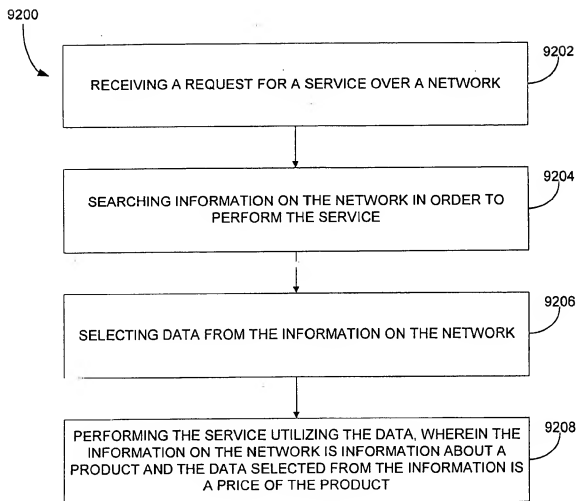 9200
9202
RECEIVING A REQUEST FOR A SERVICE OVER A NETWORK
9204
SEARCHING INFORMATION ON THE NETWORK IN ORDER TO
PERFORM THE SERVICE
9206
SELECTING DATA FROM THE INFORMATION ON THE NETWORK
9208
PERFORMING THE SERVICE UTILIZING THE DATA, WHEREIN THE
INFORMATION ON THE NETWORK IS INFORMATION ABOUT A
PRODUCT AND THE DATA SELECTED FROM THE INFORMATION IS
A PRICE OF THE PRODUCT